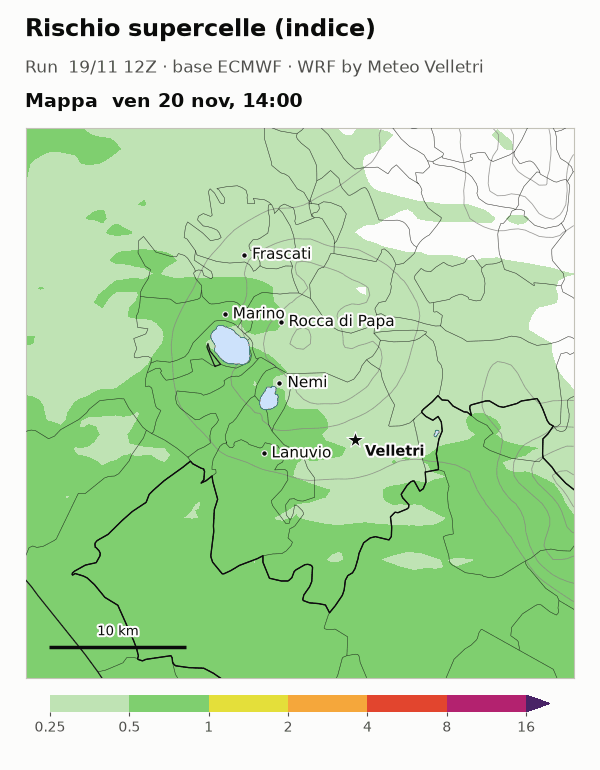 Rischio supercelle (indice)
Run 19/11 12Z · base ECMWF · WRF by Meteo Velletri
Mappa ven 20 nov, 14:00
Frascati
Marino
Rocca di Papa
Nemi
Velletri
Lanuvio
10 km
0.25 0.5 1 2 4 8 16